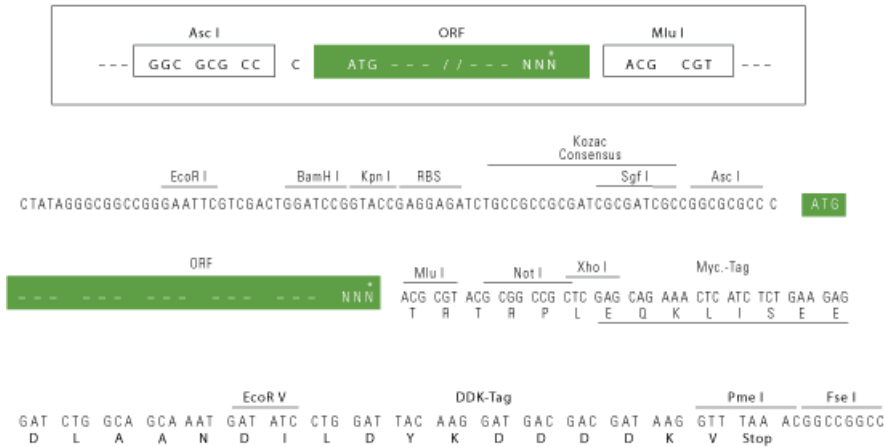 Asc I ORF Mlu I
--- GGC GCG CC C ATG --- // --- NNN ---ACG CGT ---
*
Kozac
Consensus
EcoR I BamH I Kpn I RBS Sgf I Asc I
CTATAGGGCGGCCGGGAATTCGTCGACTGGATCCGGTACCGAGGAGATCTGCCGCCGCGATCGCGATCGCCGGCGCGCC C ATG
ORF Mlu I Not I Xho I Myc.-Tag
*
--- --- --- --- --- NNN ACG CGT ACG CGG CCG CTC GAG CAG AAA CTC ATC TCT GAA GAG
T R T R P L E Q K L I S E E
EcoR V DDK-Tag Pme I Fse I
GAT CTG GCA GCA AAT GAT ATC CTG GAT TAC AAG GAT GAC GAC GAT AAG GTT TAA ACGGCCGGCC
D L A A N D I L D Y K D D D D K V Stop